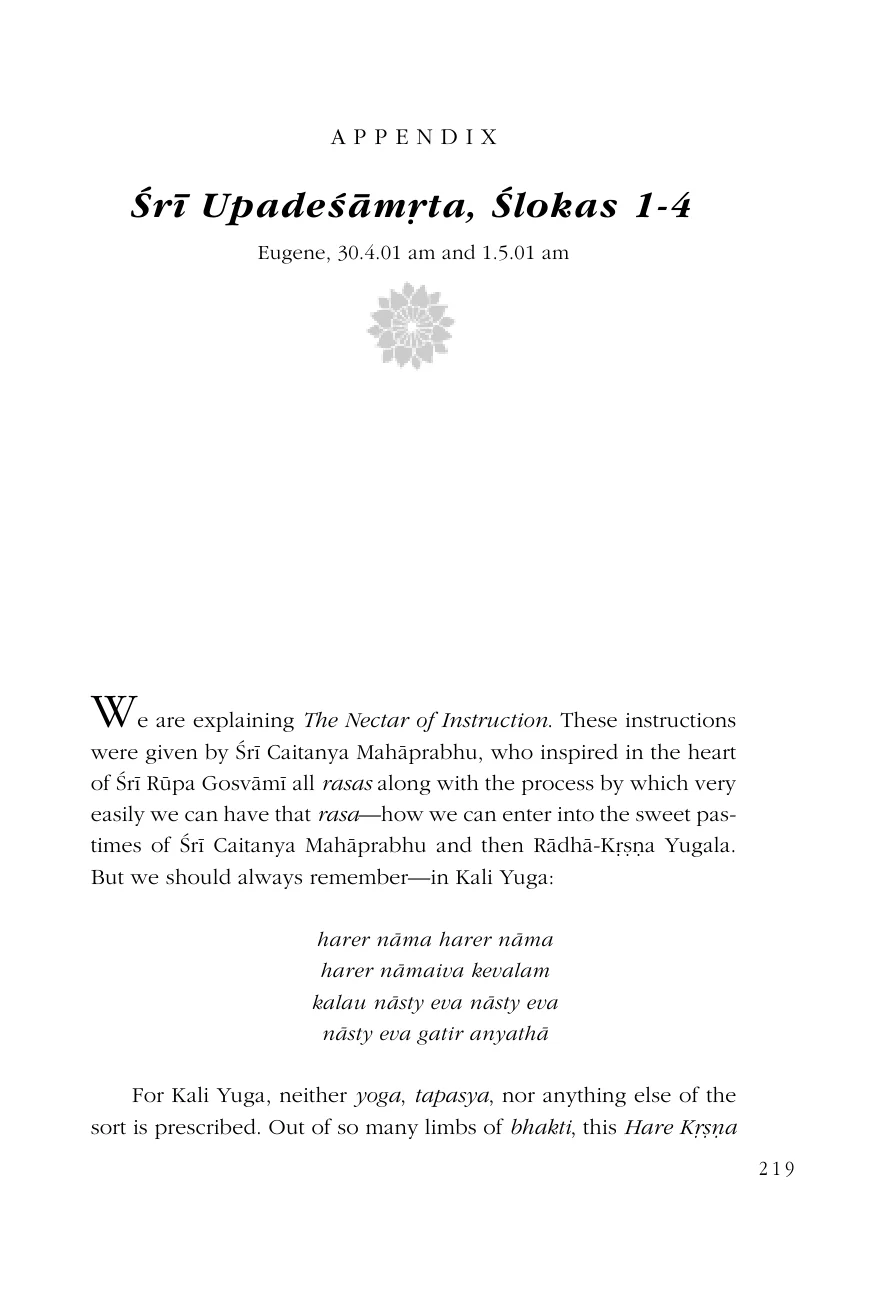 APPENDIX
Śrī Upadeśāmṛta, Ślokas 1-4
Eugene, 30.4.01 am and 1.5.01 am
We are explaining The Nectar of Instruction. These instructions
were given by Śrī Caitanya Mahāprabhu, who inspired in the heart
of Śrī Rūpa Gosvāmī all rasas along with the process by which very
easily we can have that rasa—how we can enter into the sweet pas-
times of Śrī Caitanya Mahāprabhu and then Rādhā-Kṛṣṇa Yugala.
But we should always remember—in Kali Yuga:
harer nāma harer nāma
harer nāmaiva kevalam
kalau nāsty eva nāsty eva
nāsty eva gatir anyathā
For Kali Yuga, neither yoga, tapasya, nor anything else of the
sort is prescribed. Out of so many limbs of bhakti, this Hare Kṛṣṇa
219